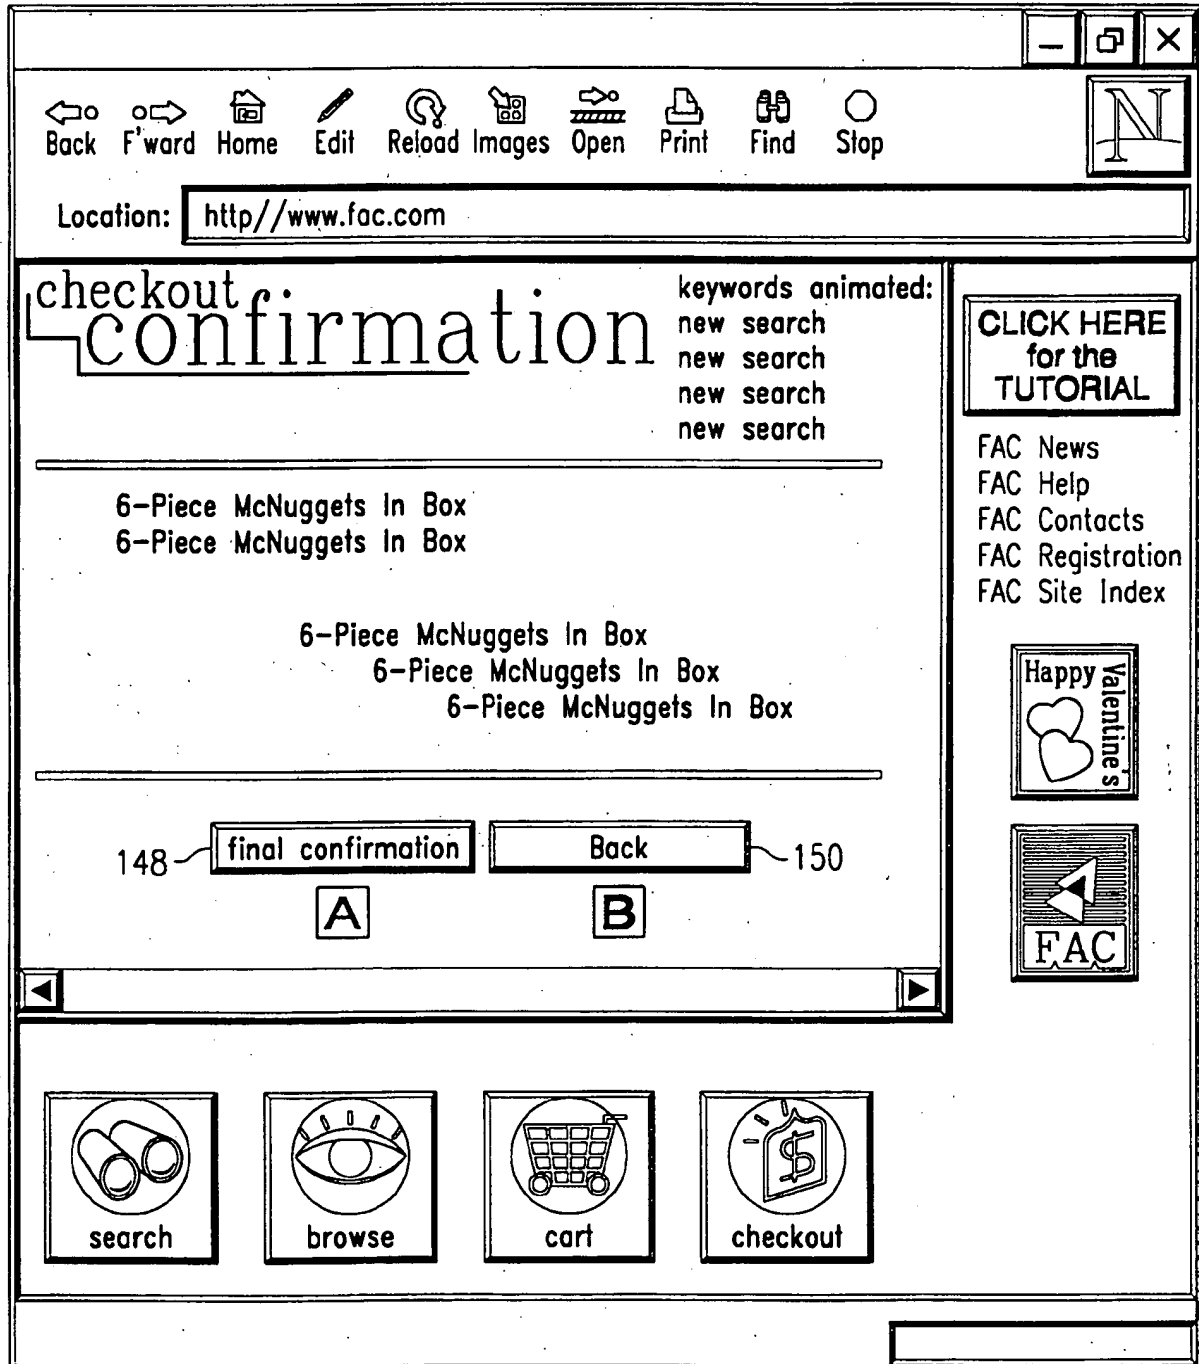 Back F'ward Home Edit Reload Images Open Print Find Stop
N
Location: http//www.fac.com
checkout
confirmation
keywords animated:
new search
new search
new search
new search
CLICK HERE
for the
TUTORIAL
FAC News
FAC Help
FAC Contacts
FAC Registration
FAC Site Index
6-Piece McNuggets In Box
6-Piece McNuggets In Box
6-Piece McNuggets In Box
6-Piece McNuggets In Box
6-Piece McNuggets In Box
Happy
Valentine's
148 final confirmation Back 150
A B
FAC
$
search browse cart checkout